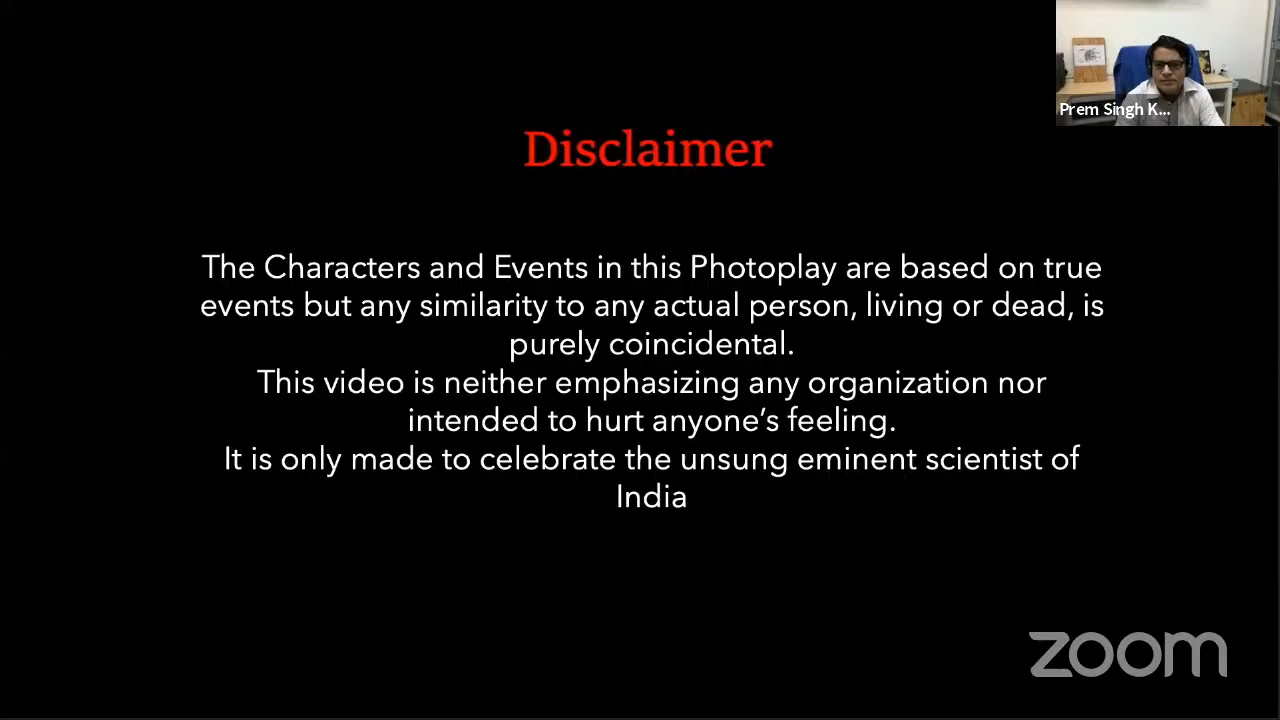 Prem Singh K...
Disclaimer
The Characters and Events in this Photoplay are based on true
events but any similarity to any actual person, living or dead, is
purely coincidental.
This video is neither emphasizing any organization nor
intended to hurt anyone’s feeling.
It is only made to celebrate the unsung eminent scientist of
India
zoom